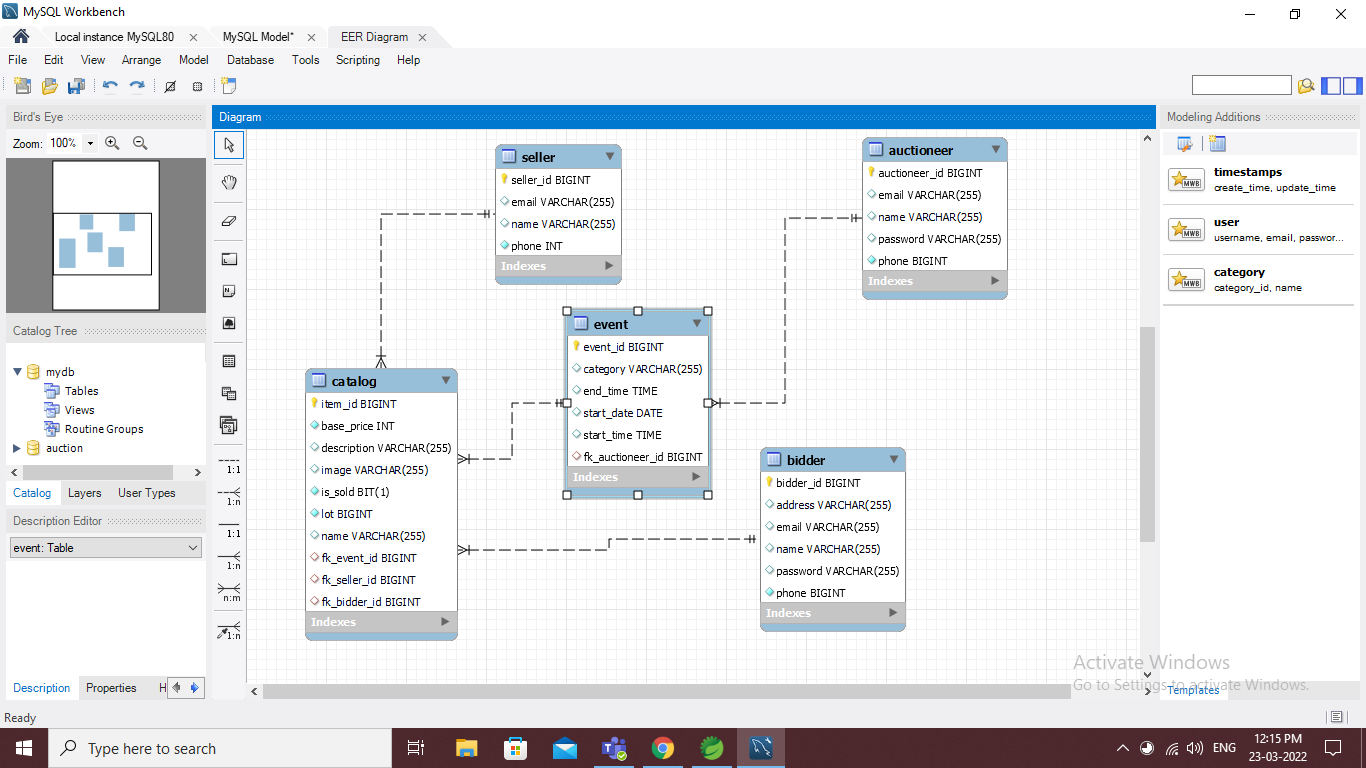 MySQL Workbench
Local instance MySQL80
MySQL Model*
EER Diagram
File Edit View Arrange Model Database Tools Scripting Help
Bird's Eye
Zoom: 100%
Catalog Tree
mydb
Tables
Views
Routine Groups
auction
Catalog Layers User Types
Description Editor
event: Table
Description Properties H
Ready
Diagram
1:1
1:n
1:1
1:n
n:m
1:n
seller
seller_id BIGINT
email VARCHAR(255)
name VARCHAR(255)
phone INT
Indexes
auctioneer
auctioneer_id BIGINT
email VARCHAR(255)
name VARCHAR(255)
password VARCHAR(255)
phone BIGINT
Indexes
event
event_id BIGINT
category VARCHAR(255)
end_time TIME
start_date DATE
start_time TIME
fk_auctioneer_id BIGINT
Indexes
catalog
item_id BIGINT
base_price INT
description VARCHAR(255)
image VARCHAR(255)
is_sold BIT(1)
lot BIGINT
name VARCHAR(255)
fk_event_id BIGINT
fk_seller_id BIGINT
fk_bidder_id BIGINT
Indexes
bidder
bidder_id BIGINT
address VARCHAR(255)
email VARCHAR(255)
name VARCHAR(255)
password VARCHAR(255)
phone BIGINT
Indexes
Modeling Additions
MWB
timestamps
create_time, update_time
MWB
user
username, email, passwor...
MWB
category
category_id, name
Activate Windows
Go to Settings to activate Windows.
Templates
Type here to search
ENG
12:15 PM
23-03-2022